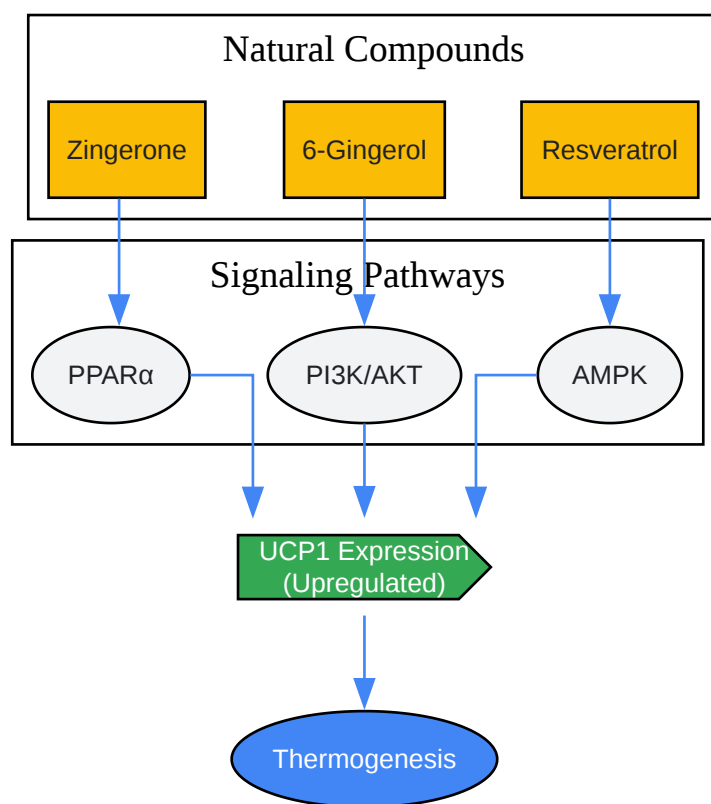 Natural Compounds
Zingerone
6-Gingerol
Resveratrol
Signaling Pathways
PPARα
PI3K/AKT
AMPK
UCP1 Expression
(Upregulated)
Thermogenesis